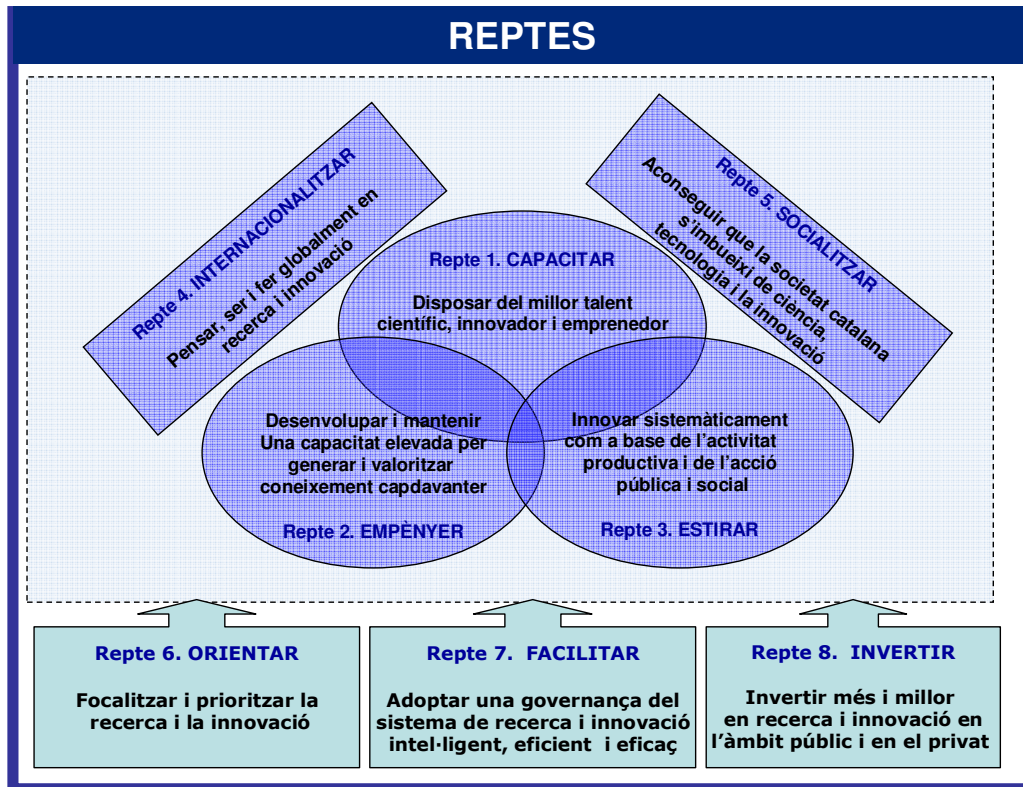 REPTES
Repte 4. INTERNACIONALITZAR
Pensar, ser i fer globalment en
recerca i innovació
Repte 5. SOCIALITZAR
Aconseguir que la societat catalana
s'imbueixi de ciència,
tecnologia i la innovació
Repte 1. CAPACITAR
Disposar del millor talent
científic, innovador i emprenedor
Desenvolupar i mantenir
Una capacitat elevada per
generar i valoritzar
coneixement capdavanter
Repte 2. EMPÈNYER
Innovar sistemàticament
com a base de l'activitat
productiva i de l'acció
pública i social
Repte 3. ESTIRAR
Repte 6. ORIENTAR
Focalitzar i prioritzar la
recerca i la innovació
Repte 7. FACILITAR
Adoptar una governança del
sistema de recerca i innovació
intel·ligent, eficient i eficaç
Repte 8. INVERTIR
Invertir més i millor
en recerca i innovació en
l'àmbit públic i en el privat